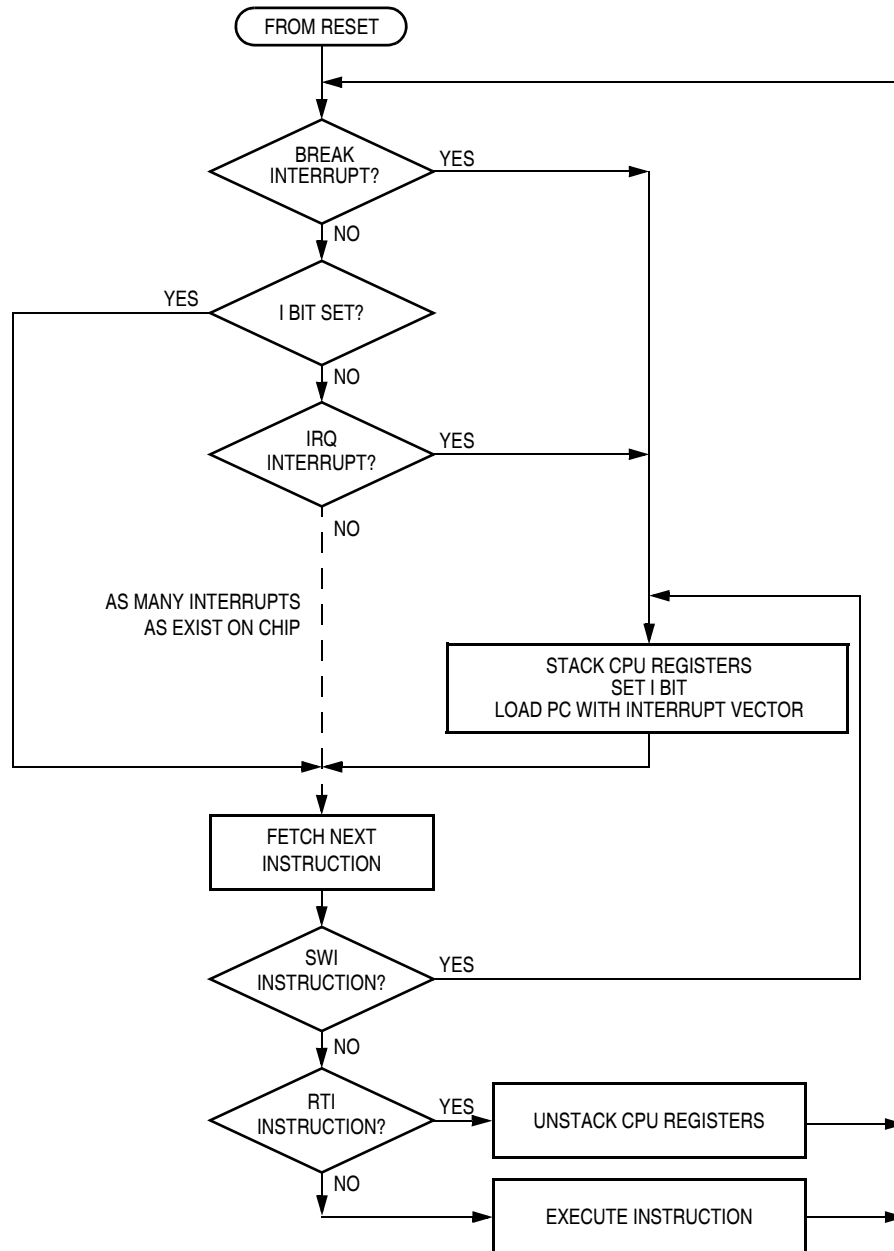 FROM RESET
BREAK
INTERRUPT?
YES
NO
YES
I BIT SET?
NO
IRQ
INTERRUPT?
YES
NO
AS MANY INTERRUPTS
AS EXIST ON CHIP
STACK CPU REGISTERS
SET I BIT
LOAD PC WITH INTERRUPT VECTOR
FETCH NEXT
INSTRUCTION
SWI
INSTRUCTION?
YES
NO
RTI
INSTRUCTION?
YES
UNSTACK CPU REGISTERS
NO
EXECUTE INSTRUCTION